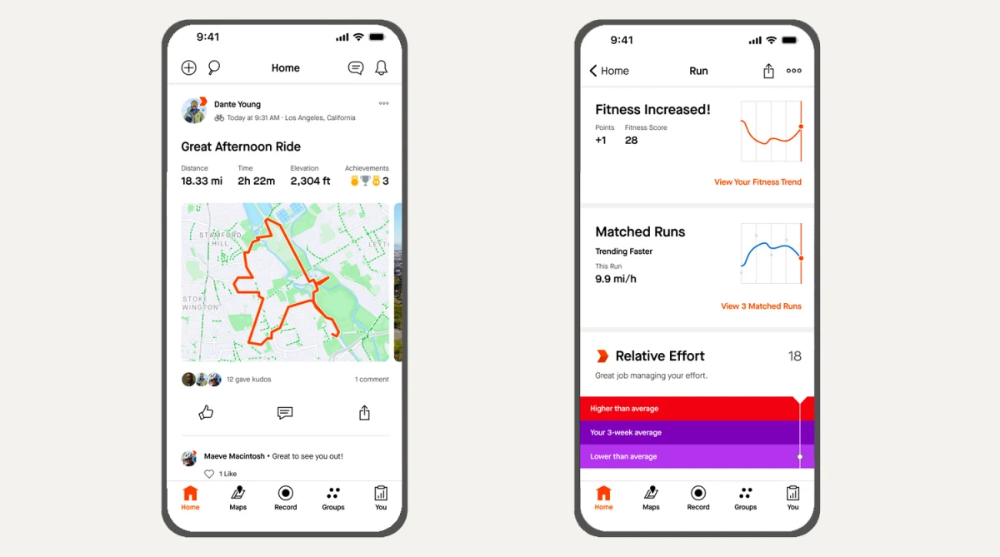 9:41
Home
Dante Young
Today at 9:31 AM · Los Angeles, California
Great Afternoon Ride
Distance Time Elevation Achievements
18.33 mi 2h 22m 2,304 ft 3
STAMFORD
HILL
LEYT
STOKE
WINGTON
12 gave kudos 1 comment
Maeve Macintosh • Great to see you out!
1 Like
Home Maps Record Groups You
9:41
Home Run
Fitness Increased!
Points Fitness Score
+1 28
View Your Fitness Trend
Matched Runs
Trending Faster
This Run
9.9 mi/h
View 3 Matched Runs
Relative Effort 18
Great job managing your effort.
Higher than average
Your 3-week average
Lower than average
Home Maps Record Groups You